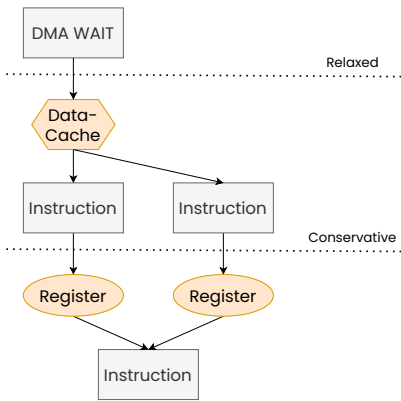 DMA WAIT
Relaxed
Data-
Cache
Instruction
Instruction
Conservative
Register
Register
Instruction